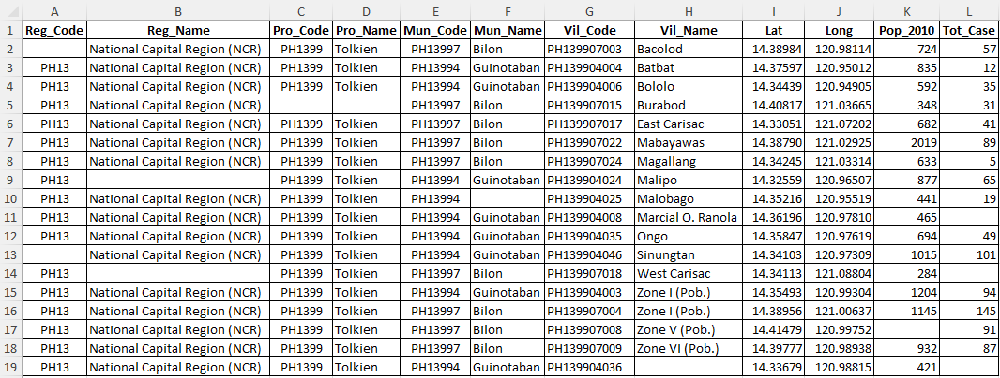 A B C D E F G H I J K L
1 Reg_Code Reg_Name Pro_Code Pro_Name Mun_Code Mun_Name Vil_Code Vil_Name Lat Long Pop_2010 Tot_Case
2 National Capital Region (NCR) PH1399 Tolkien PH13997 Bilon PH139907003 Bacolod 14.38984 120.98114 724 57
3 PH13 National Capital Region (NCR) PH1399 Tolkien PH13994 Guinotaban PH139904004 Batbat 14.37597 120.95012 835 12
4 PH13 National Capital Region (NCR) PH1399 Tolkien PH13994 Guinotaban PH139904006 Bololo 14.34439 120.94905 592 35
5 PH13 National Capital Region (NCR) PH13997 Bilon PH139907015 Burabod 14.40817 121.03665 348 31
6 PH13 National Capital Region (NCR) PH1399 Tolkien PH13997 Bilon PH139907017 East Carisac 14.33051 121.07202 682 41
7 PH13 National Capital Region (NCR) PH1399 Tolkien PH13997 Bilon PH139907022 Mabayawas 14.38790 121.02925 2019 89
8 PH13 National Capital Region (NCR) PH1399 Tolkien PH13997 Bilon PH139907024 Magallang 14.34245 121.03314 633 5
9 PH13 PH1399 Tolkien PH13994 Guinotaban PH139904024 Malipo 14.32559 120.96507 877 65
10 PH13 National Capital Region (NCR) PH1399 Tolkien PH13994 PH139904025 Malobago 14.35216 120.95519 441 19
11 PH13 National Capital Region (NCR) PH1399 Tolkien PH13994 Guinotaban PH139904008 Marcial O. Ranola 14.36196 120.97810 465
12 PH13 National Capital Region (NCR) PH1399 Tolkien PH13994 Guinotaban PH139904035 Ongo 14.35847 120.97619 694 49
13 National Capital Region (NCR) PH1399 Tolkien PH13994 Guinotaban PH139904046 Sinungtan 14.34103 120.97309 1015 101
14 PH13 PH1399 Tolkien PH13997 Bilon PH139907018 West Carisac 14.34113 121.08804 284
15 PH13 National Capital Region (NCR) PH1399 Tolkien PH13994 Guinotaban PH139904003 Zone I (Pob.) 14.35493 120.99304 1204 94
16 PH13 National Capital Region (NCR) PH1399 Tolkien PH13997 Bilon PH139907004 Zone I (Pob.) 14.38956 121.00637 1145 145
17 PH13 National Capital Region (NCR) PH1399 Tolkien PH13997 Bilon PH139907008 Zone V (Pob.) 14.41479 120.99752 91
18 PH13 National Capital Region (NCR) PH1399 Tolkien PH13997 Bilon PH139907009 Zone VI (Pob.) 14.39777 120.98938 932 87
19 PH13 National Capital Region (NCR) PH1399 Tolkien PH13994 Guinotaban PH139904036 14.33679 120.98815 421